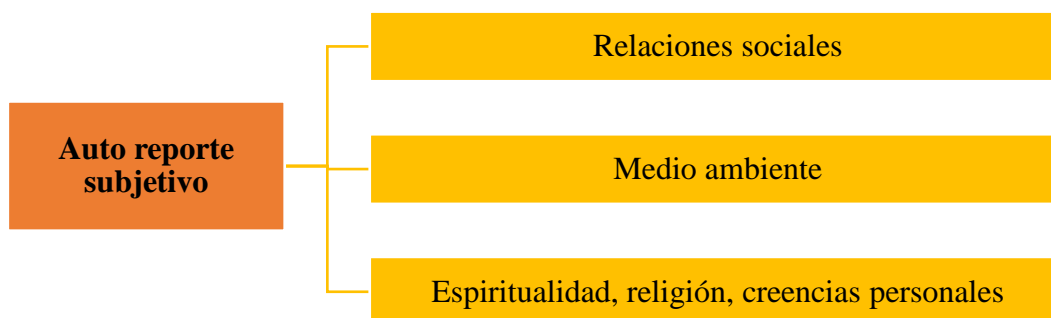 Relaciones sociales
Auto reporte
subjetivo
Medio ambiente
Espiritualidad, religión, creencias personales